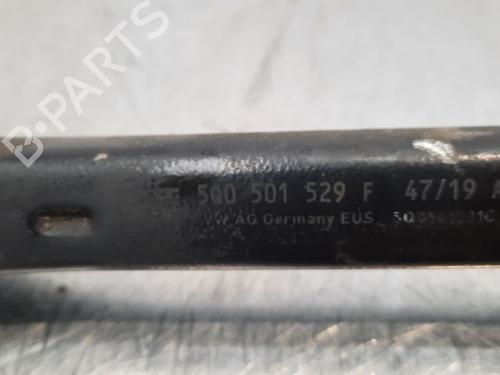 5Q0 501 529 F 47/19 A
VW AG Germany EUS
B-PARTS